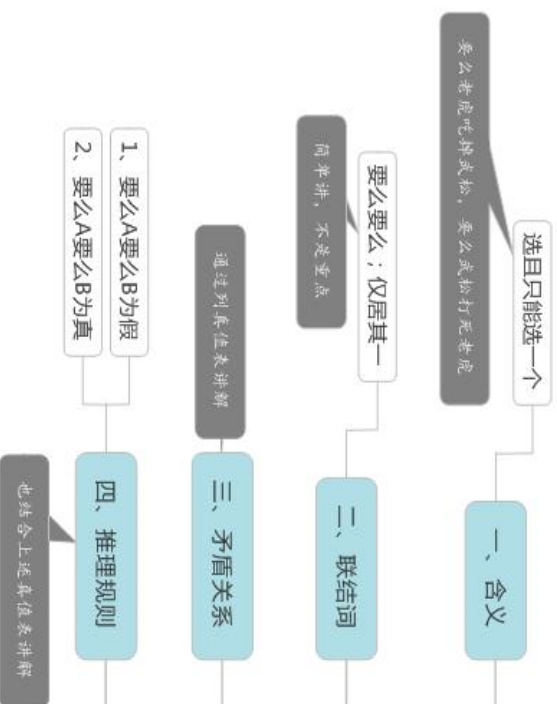 一、含义
选且只能选一个
要么老虎吃掉武松，要么武松打死老虎
二、联结词
要么要么；仅居其一
简单讲，不是重点
三、矛盾关系
通过列真值表讲解
四、推理规则
1、要么A要么B为假
2、要么A要么B为真
也结合上述真值表讲解